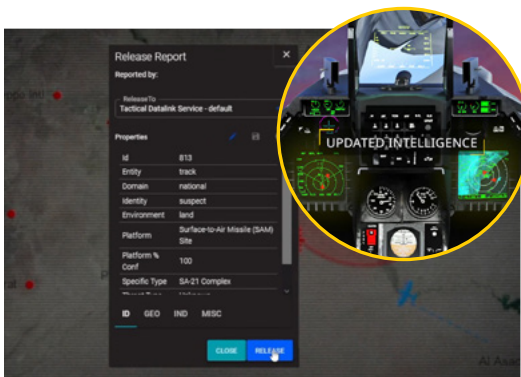 Release Report
×
Reported by:
ReleaseTo
Tactical Datalink Service - default
Properties
Id 813
Entity track
Domain national
Identity suspect
Environment land
Platform Surface-to-Air Missile (SAM)
Site
Platform %
Conf 100
Specific Type SA-21 Complex
ID GEO IND MISC
CLOSE RELEASE
UPDATED INTELLIGENCE